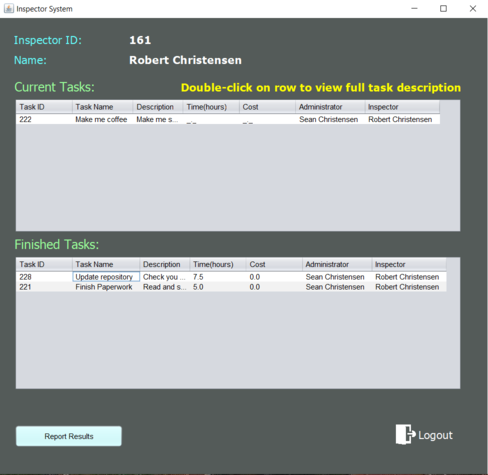 Inspector System
Inspector ID: 161
Name: Robert Christensen
Current Tasks: Double-click on row to view full task description
Task ID Task Name Description Time(hours) Cost Administrator Inspector
222 Make me coffee Make me s... _._ _._ Sean Christensen Robert Christensen
Finished Tasks:
Task ID Task Name Description Time(hours) Cost Administrator Inspector
228 Update repository Check you ... 7.5 0.0 Sean Christensen Robert Christensen
221 Finish Paperwork Read and s... 5.0 0.0 Sean Christensen Robert Christensen
Report Results Logout